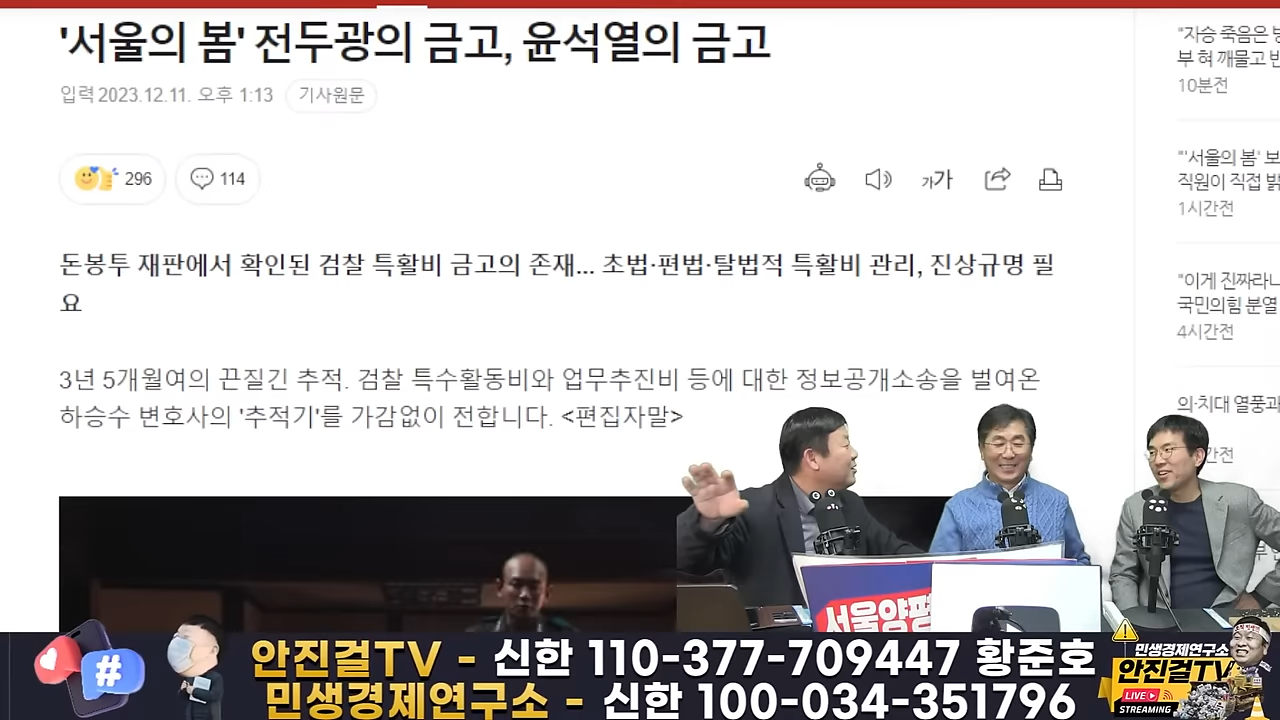 '서울의 봄' 전두광의 금고, 윤석열의 금고
입력 2023.12.11. 오후 1:13 기사원문
296 114
가가
돈봉투 재판에서 확인된 검찰 특활비 금고의 존재... 초법·편법·탈법적 특활비 관리, 진상규명 필
요
3년 5개월여의 끈질긴 추적. 검찰 특수활동비와 업무추진비 등에 대한 정보공개소송을 벌여온
하승수 변호사의 '추적기'를 가감없이 전합니다. <편집자말>
"자승 죽음은
부 혀 깨물고
10분전
"'서울의 봄' 보
직원이 직접
1시간전
"이게 진짜라니
국민의힘 분열
4시간전
의·치대 열풍과
간전
서울양평
#
안진걸TV - 신한 110-377-709447 황준호
민생경제연구소 - 신한 100-034-351796
민생경제연구소
안진걸TV
LIVE
STREAMING